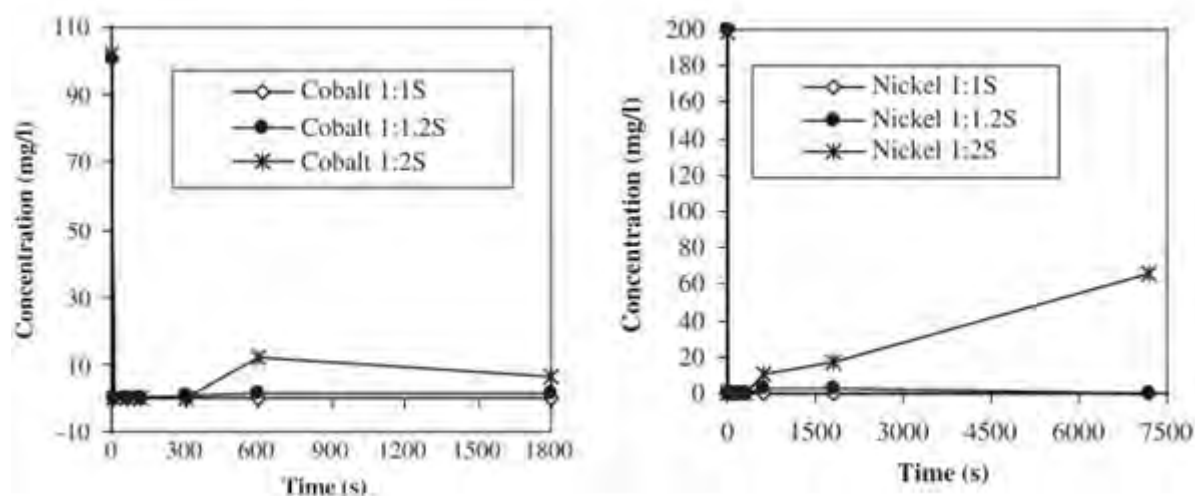 110
90
70
50
30
10
-10
Concentration (mg/l)
Cobalt 1:1S
Cobalt 1:1.2S
Cobalt 1:2S
0 300 600 900 1200 1500 1800
Time (s)
200
180
160
140
120
100
80
60
40
20
0
Concentration (mg/l)
Nickel 1:1S
Nickel 1:1.2S
Nickel 1:2S
0 1500 3000 4500 6000 7500
Time (s)